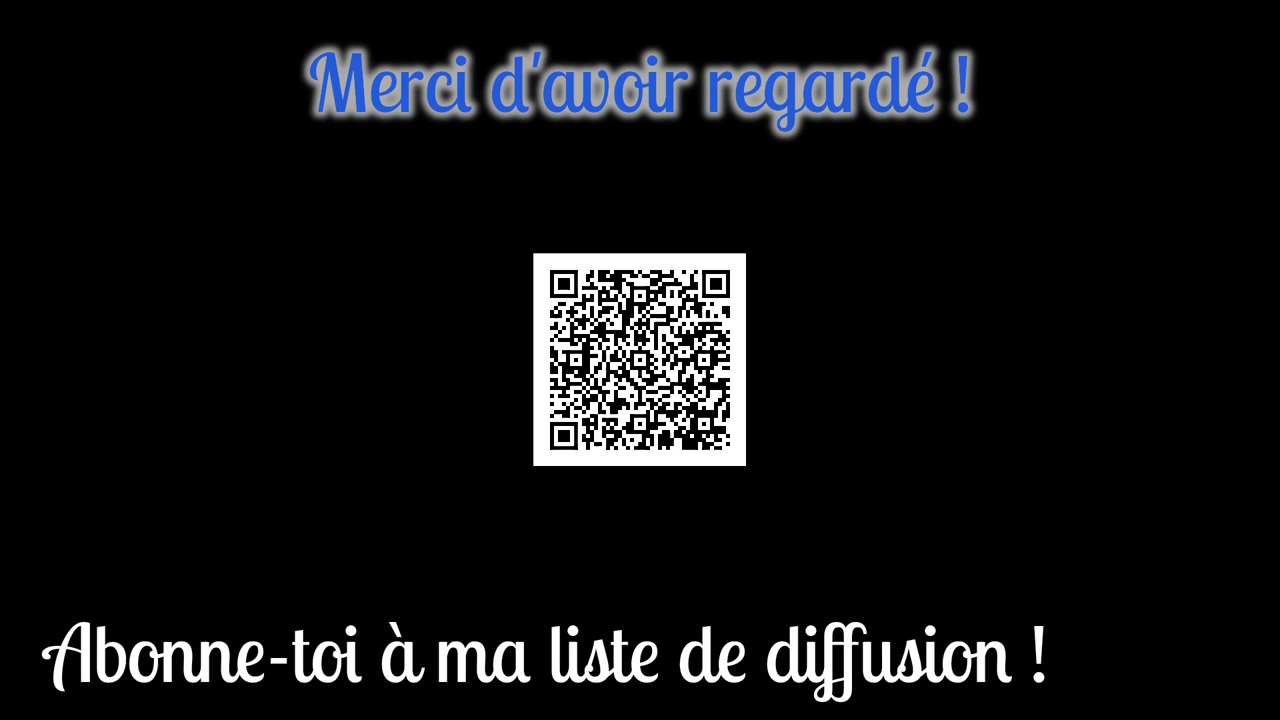 Merci d'avoir regardé !
Abonne-toi à ma liste de diffusion !